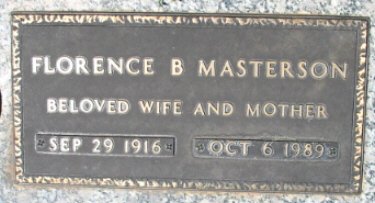 FLORENCE B MASTERSON
BELOVED WIFE AND MOTHER
SEP 29 1916 OCT 6 1989